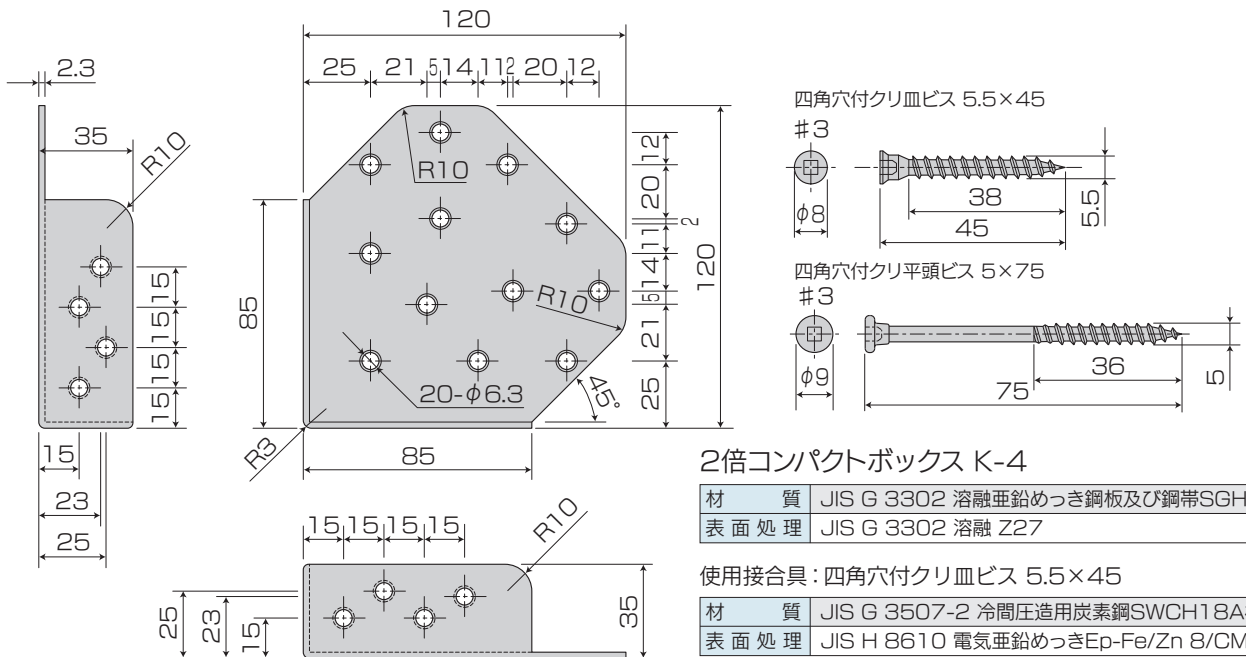 120
25 21 5 14 11 2 20 12
2.3
35
R10
R10
12
20
2
11
14
5
21
25
120
R10
85
20-φ6.3
45°
R3
85
15
15
15
15
15
23
25
15 15 15 15
R10
25
23
15
35
四角穴付クリ皿ビス 5.5×45
#3
φ8
38
45
5.5
四角穴付クリ平頭ビス 5×75
#3
φ9
36
75
5
2倍コンパクトボックス K-4
材 質 JIS G 3302 溶融亜鉛めっき鋼板及び鋼帯SGH
表面処理 JIS G 3302 溶融 Z27
使用接合具：四角穴付クリ皿ビス 5.5×45
材 質 JIS G 3507-2 冷間圧造用炭素鋼SWCH18A
表面処理 JIS H 8610 電気亜鉛めっきEp-Fe/Zn 8/CM